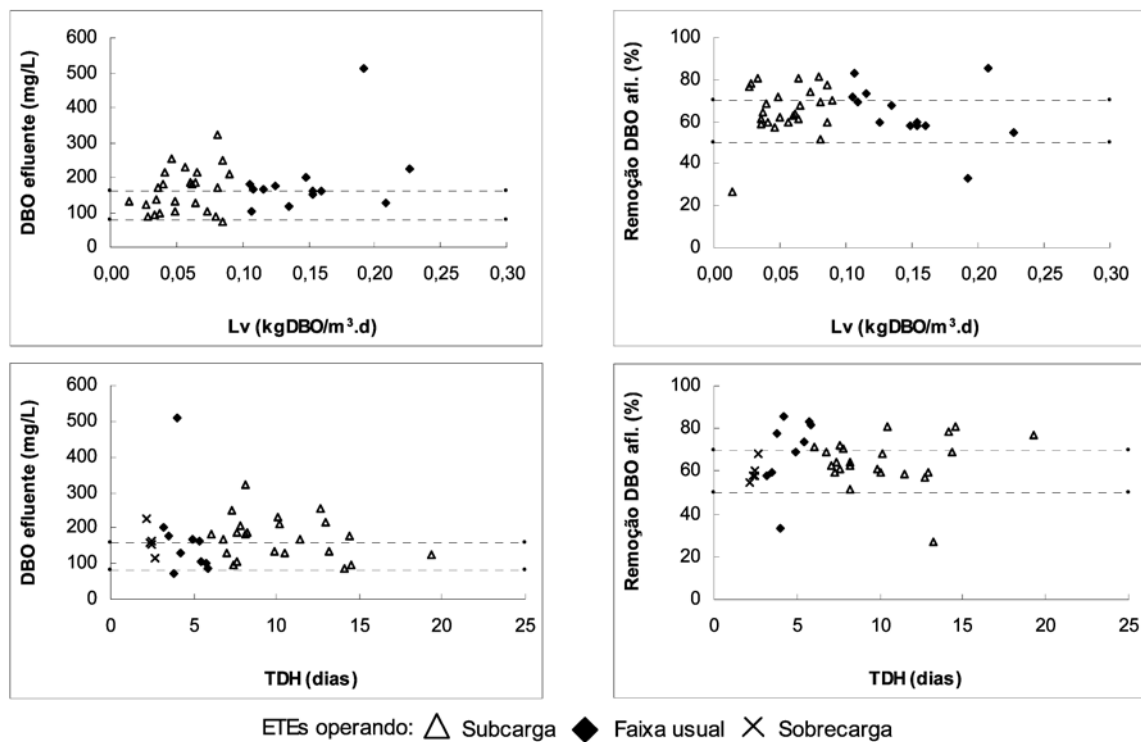 DBO efluente (mg/L)
600
500
400
300
200
100
0
0,00 0,05 0,10 0,15 0,20 0,25 0,30
Lv (kgDBO/m³.d)
Remoção DBO afl. (%)
100
80
60
40
20
0
0,00 0,05 0,10 0,15 0,20 0,25 0,30
Lv (kgDBO/m³.d)
DBO efluente (mg/L)
600
500
400
300
200
100
0
0 5 10 15 20 25
TDH (dias)
Remoção DBO afl. (%)
100
80
60
40
20
0
0 5 10 15 20 25
TDH (dias)
ETEs operando: Subcarga Faixa usual Sobrecarga